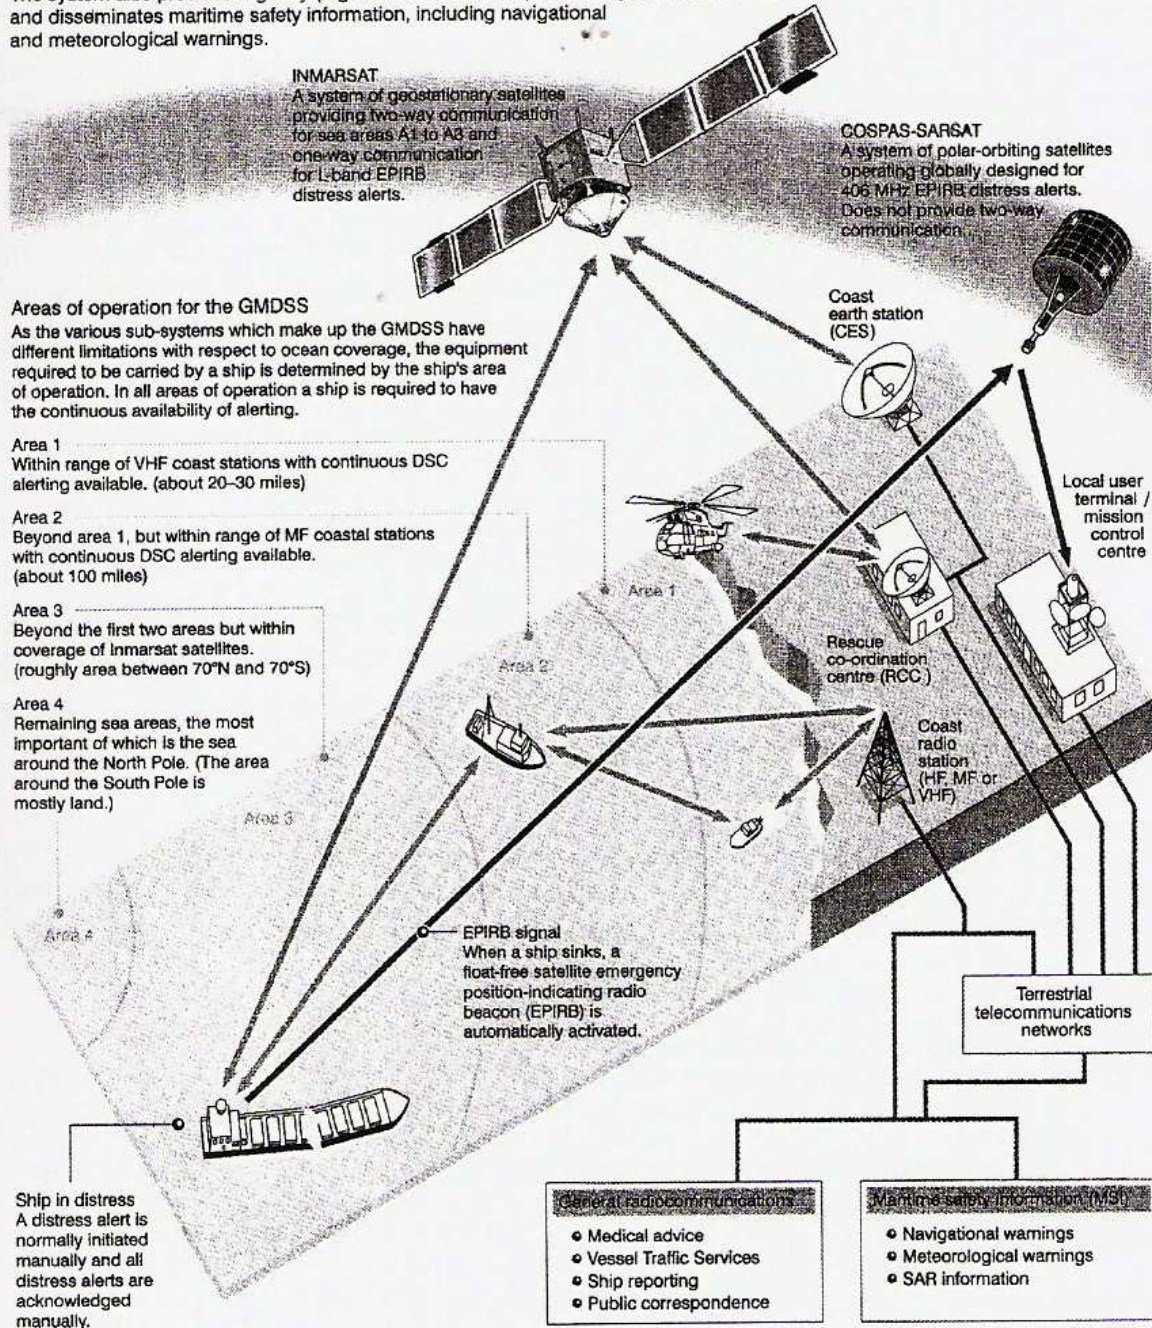 and disseminates maritime safety information, including navigational
and meteorological warnings.
INMARSAT
A system of geostationary satellites
providing two-way communication
for sea areas A1 to A3 and
one-way communication
for L-band EPIRB
distress alerts.
COSPAS-SARSAT
A system of polar-orbiting satellites
operating globally designed for
406 MHz EPIRB distress alerts.
Does not provide two-way
communication.
Areas of operation for the GMDSS
As the various sub-systems which make up the GMDSS have
different limitations with respect to ocean coverage, the equipment
required to be carried by a ship is determined by the ship's area
of operation. In all areas of operation a ship is required to have
the continuous availability of alerting.
Coast
earth station
(CES)
Area 1
Within range of VHF coast stations with continuous DSC
alerting available. (about 20–30 miles)
Area 2
Beyond area 1, but within range of MF coastal stations
with continuous DSC alerting available.
(about 100 miles)
Area 3
Beyond the first two areas but within
coverage of Inmarsat satellites.
(roughly area between 70°N and 70°S)
Area 4
Remaining sea areas, the most
important of which is the sea
around the North Pole. (The area
around the South Pole is
mostly land.)
Local user
terminal /
mission
control
centre
Area 1
Area 2
Area 3
Area 4
Rescue
co-ordination
centre (RCC)
Coast
radio
station
(HF, MF or
VHF)
EPIRB signal
When a ship sinks, a
float-free satellite emergency
position-indicating radio
beacon (EPIRB) is
automatically activated.
Terrestrial
telecommunications
networks
Ship in distress
A distress alert is
normally initiated
manually and all
distress alerts are
acknowledged
manually.
General radiocommunications
• Medical advice
• Vessel Traffic Services
• Ship reporting
• Public correspondence
Maritime safety information (MSI)
• Navigational warnings
• Meteorological warnings
• SAR information